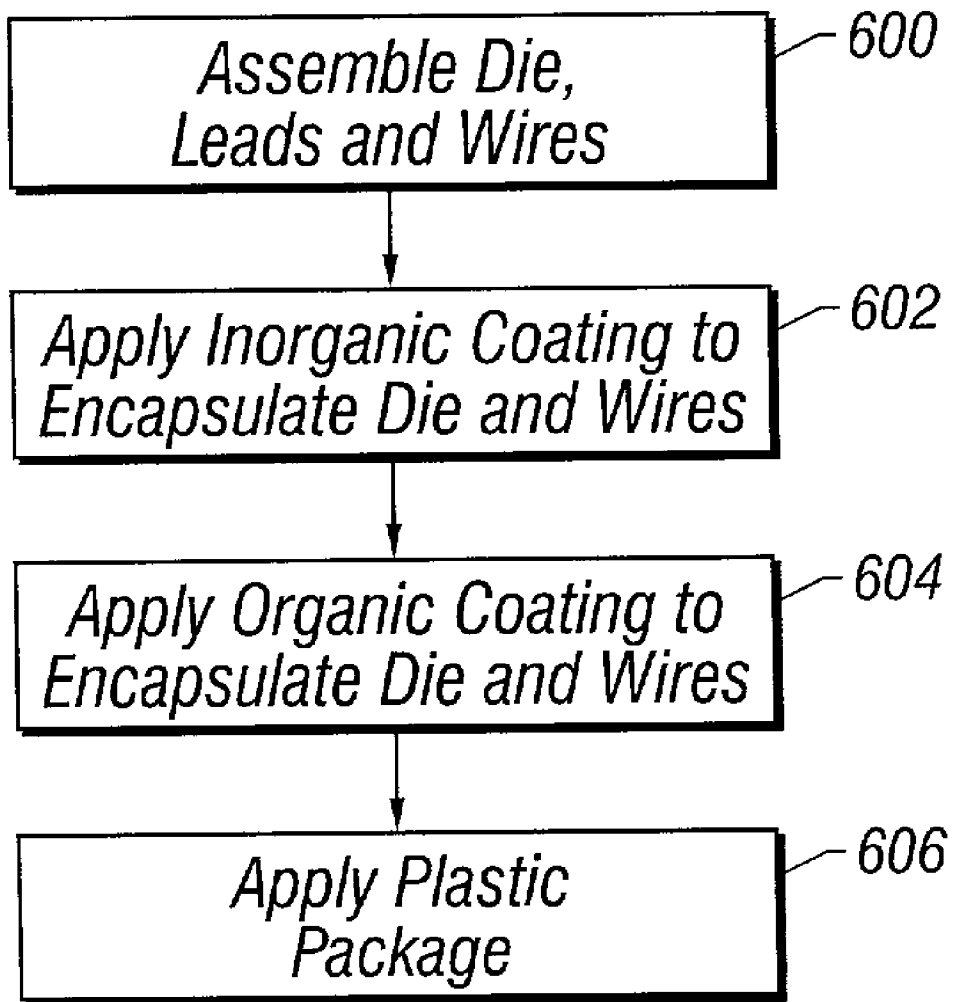 Assemble Die,
Leads and Wires
600
Apply Inorganic Coating to
Encapsulate Die and Wires
602
Apply Organic Coating to
Encapsulate Die and Wires
604
Apply Plastic
Package
606